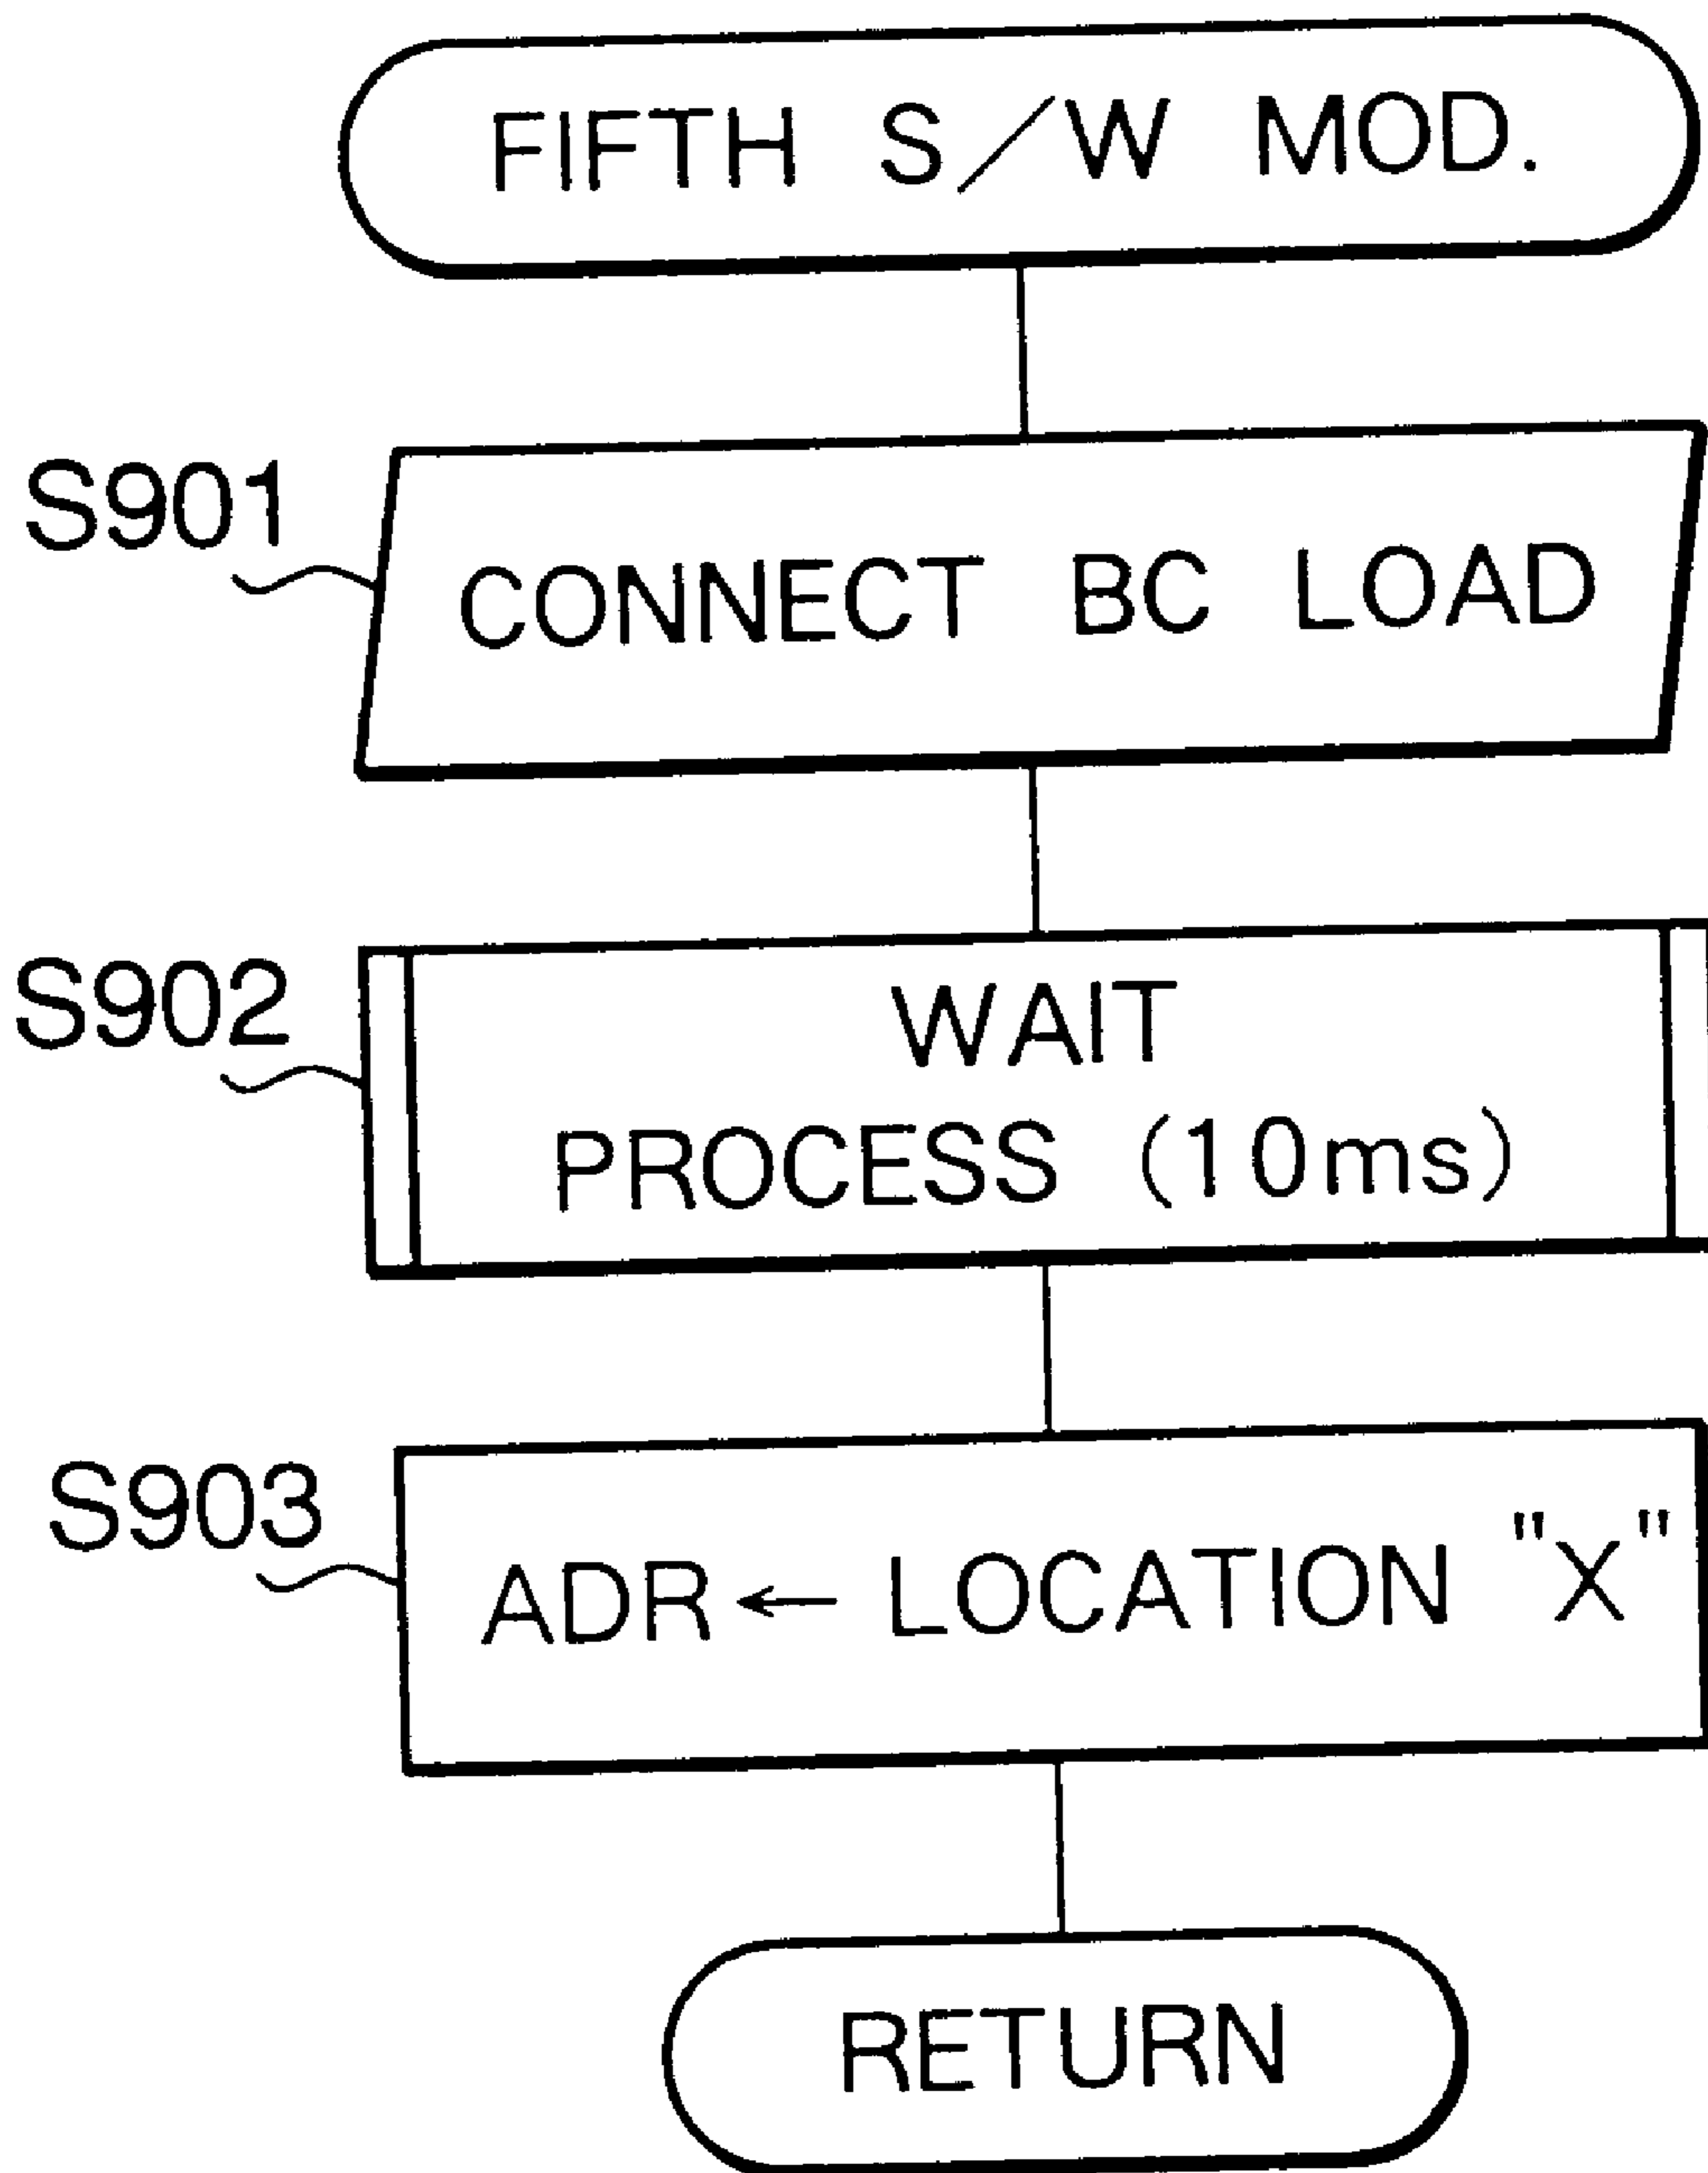 FIFTH S/W MOD.
S901
CONNECT BC LOAD
S902
WAIT
PROCESS (10ms)
S903
ADR ← LOCATION "X"
RETURN